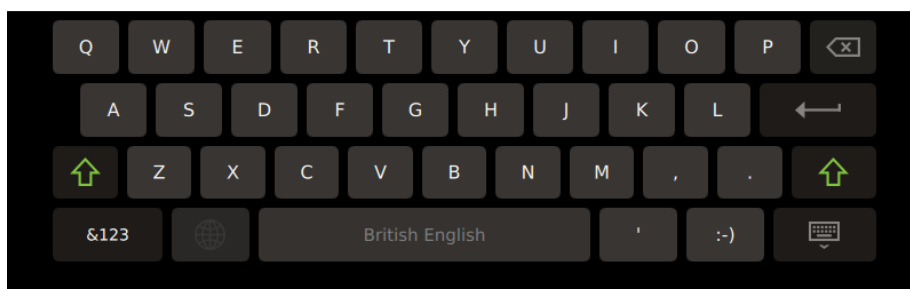 Q W E R T Y U I O P
A S D F G H J K L
Z X C V B N M , .
&123 British English ' :-)